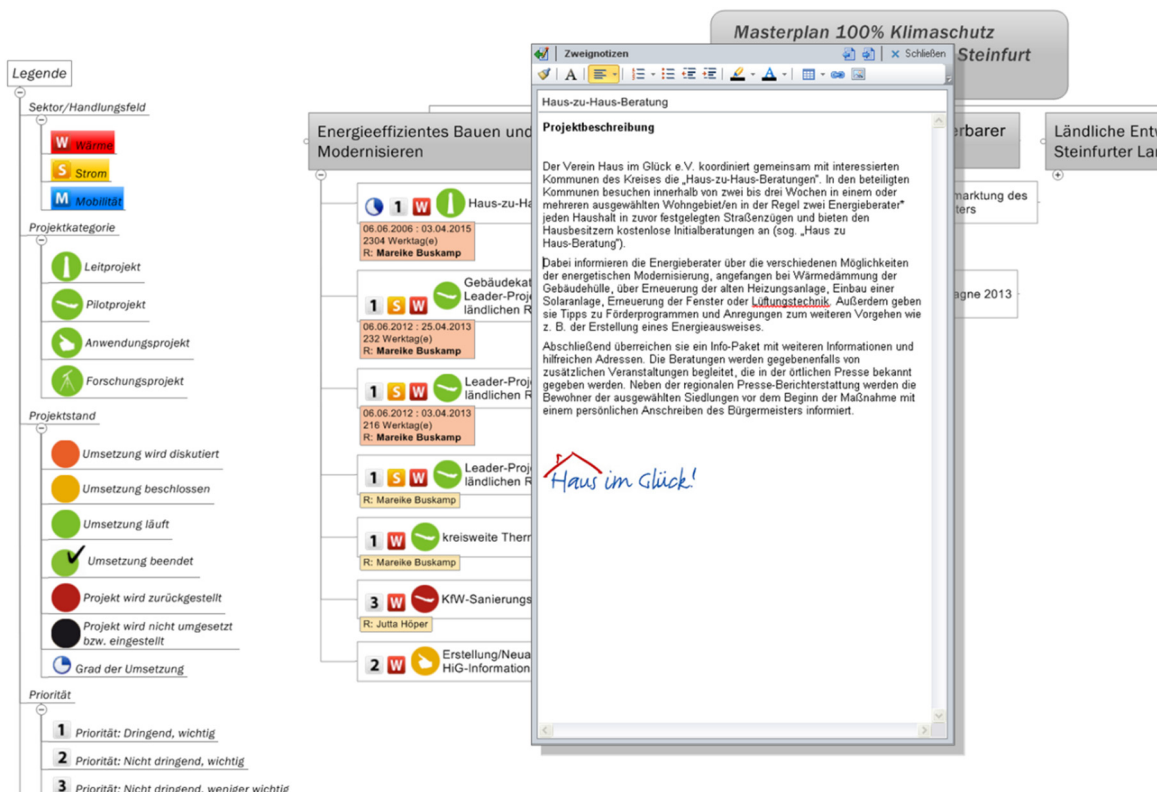 Masterplan 100% Klimaschutz
Steinfurt
Legende
Sektor/Handlungsfeld
W Wärme
S Strom
M Mobilität
Projektkategorie
Leitprojekt
Pilotprojekt
Anwendungsprojekt
Forschungsprojekt
Projektstand
Umsetzung wird diskutiert
Umsetzung beschlossen
Umsetzung läuft
Umsetzung beendet
Projekt wird zurückgestellt
Projekt wird nicht umgesetzt
bzw. eingestellt
Grad der Umsetzung
Priorität
1 Priorität: Dringend, wichtig
2 Priorität: Nicht dringend, wichtig
3 Priorität: Nicht dringend, weniger wichtig
Energieeffizientes Bauen und
Modernisieren
1 W Haus-zu-Ha
06.06.2006 : 03.04.2015
2304 Werktag(e)
R: Mareike Buskamp
1 S W Gebäudekat
Leader-Proj
ländlichen R
06.06.2012 : 25.04.2013
232 Werktag(e)
R: Mareike Buskamp
1 S W Leader-Proj
ländlichen R
06.06.2012 : 03.04.2013
216 Werktag(e)
R: Mareike Buskamp
1 S W Leader-Proj
ländlichen R
R: Mareike Buskamp
1 W kreisweite Therr
R: Mareike Buskamp
3 W KfW-Sanierungs
R: Jutta Höper
2 W Erstellung/Neua
HiG-Information
Zweignotizen
Schließen
Haus-zu-Haus-Beratung
Projektbeschreibung
Der Verein Haus im Glück e.V. koordiniert gemeinsam mit interessierten
Kommunen des Kreises die „Haus-zu-Haus-Beratungen". In den beteiligten
Kommunen besuchen innerhalb von zwei bis drei Wochen in einem oder
mehreren ausgewählten Wohngebiet/en in der Regel zwei Energieberater*
jeden Haushalt in zuvor festgelegten Straßenzügen und bieten den
Hausbesitzern kostenlose Initialberatungen an (sog. „Haus zu
Haus-Beratung").
Dabei informieren die Energieberater über die verschiedenen Möglichkeiten
der energetischen Modernisierung, angefangen bei Wärmedämmung der
Gebäudehülle, über Erneuerung der alten Heizungsanlage, Einbau einer
Solaranlage, Erneuerung der Fenster oder Lüftungstechnik. Außerdem geben
sie Tipps zu Förderprogrammen und Anregungen zum weiteren Vorgehen wie
z. B. der Erstellung eines Energieausweises.
Abschließend überreichen sie ein Info-Paket mit weiteren Informationen und
hilfreichen Adressen. Die Beratungen werden gegebenenfalls von
zusätzlichen Veranstaltungen begleitet, die in der örtlichen Presse bekannt
gegeben werden. Neben der regionalen Presse-Berichterstattung werden die
Bewohner der ausgewählten Siedlungen vor dem Beginn der Maßnahme mit
einem persönlichen Anschreiben des Bürgermeisters informiert.
Haus im Glück!
rbarer
marktung des
ters
agne 2013
Ländliche Entw
Steinfurter Lar